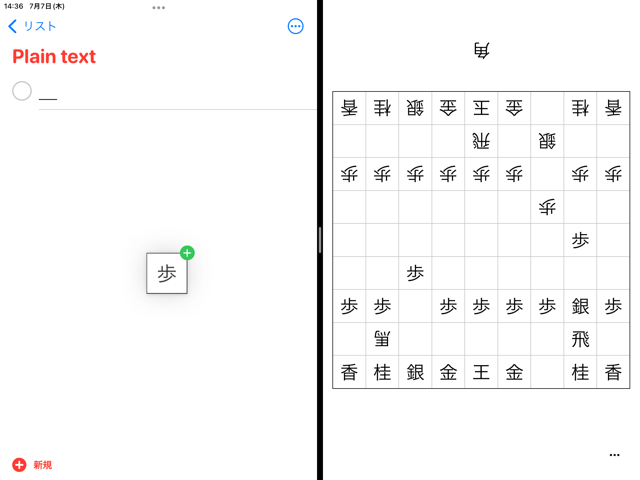 14:36 7月7日(木)
リスト
Plain text
歩
新規
角
香 桂 銀 金 王 金 桂 香
飛 銀
歩 歩 歩 歩 歩 歩 歩 歩
歩
歩
歩
歩 歩 歩 歩 歩 歩 銀 歩
馬 飛
香 桂 銀 金 王 金 桂 香